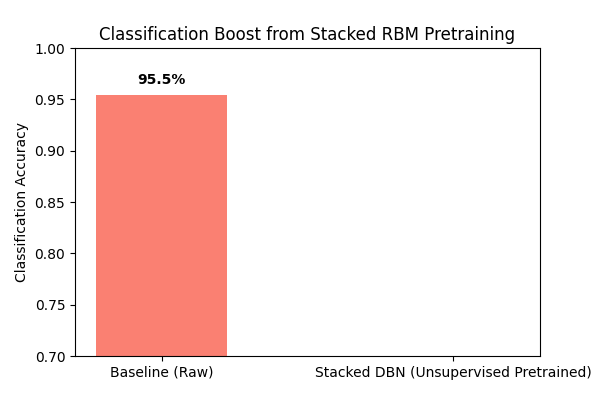 Classification Boost from Stacked RBM Pretraining
1.00
95.5%
0.95
0.90
0.85
0.80
0.75
0.70
Classification Accuracy
Baseline (Raw)
Stacked DBN (Unsupervised Pretrained)